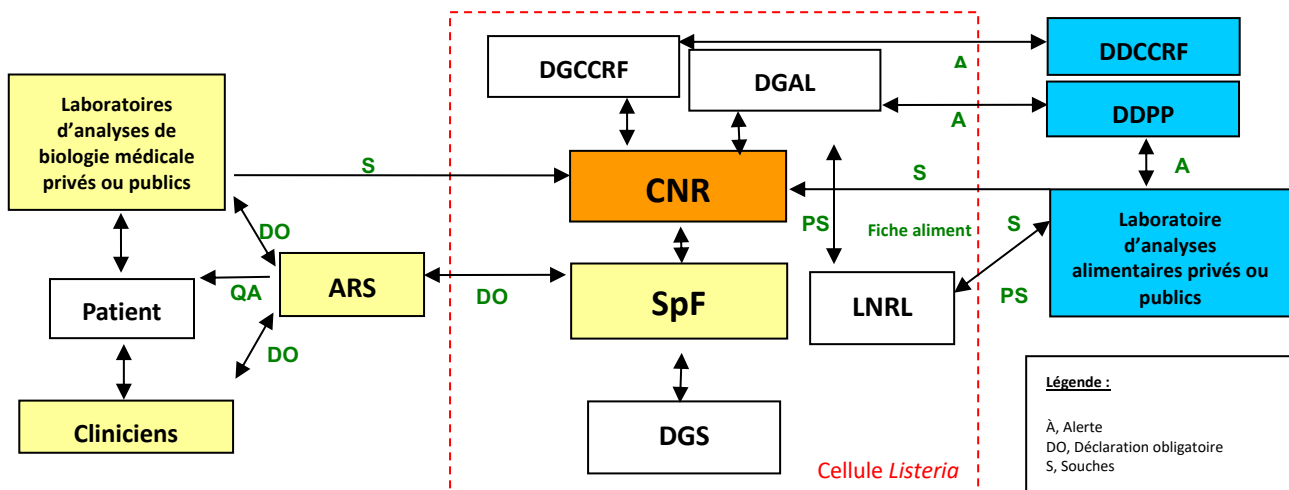 DGCCRF
DGAL
A
DDCCRF
A
DDPP
A
Laboratoires
d'analyses de
biologie médicale
privés ou publics
S
CNR
S
PS
Fiche aliment
S
PS
Laboratoire
d'analyses
alimentaires privés ou
publics
DO
QA
ARS
DO
SpF
LNRL
Patient
DO
Cliniciens
DGS
Cellule Listeria
Légende :
À, Alerte
DO, Déclaration obligatoire
S, Souches